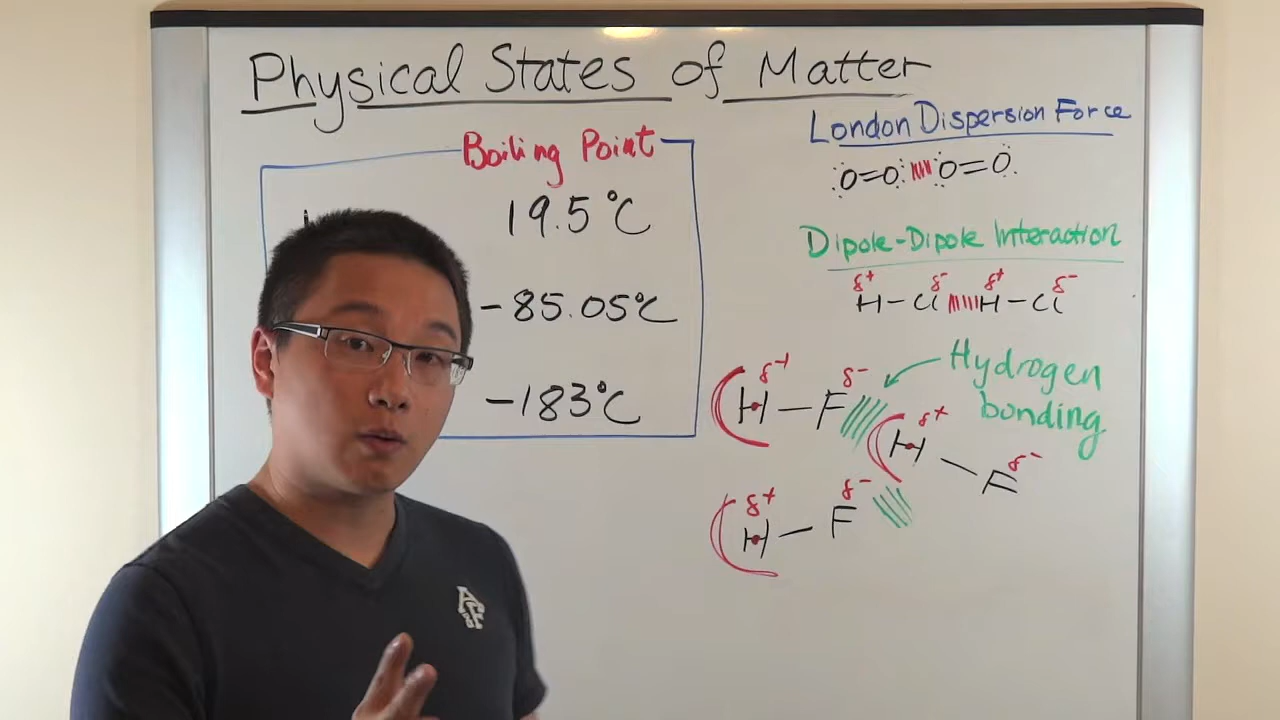 Physical States of Matter
Boiling Point
19.5°C
-85.05°C
-183°C
London Dispersion Force
O=O O=O
Dipole-Dipole Interaction
δ+ δ- δ+ δ-
H-Cl H-Cl
Hydrogen
bonding
δ+ δ-
H-F
δ+ δ-
H-F
δ+ δ-
H-F